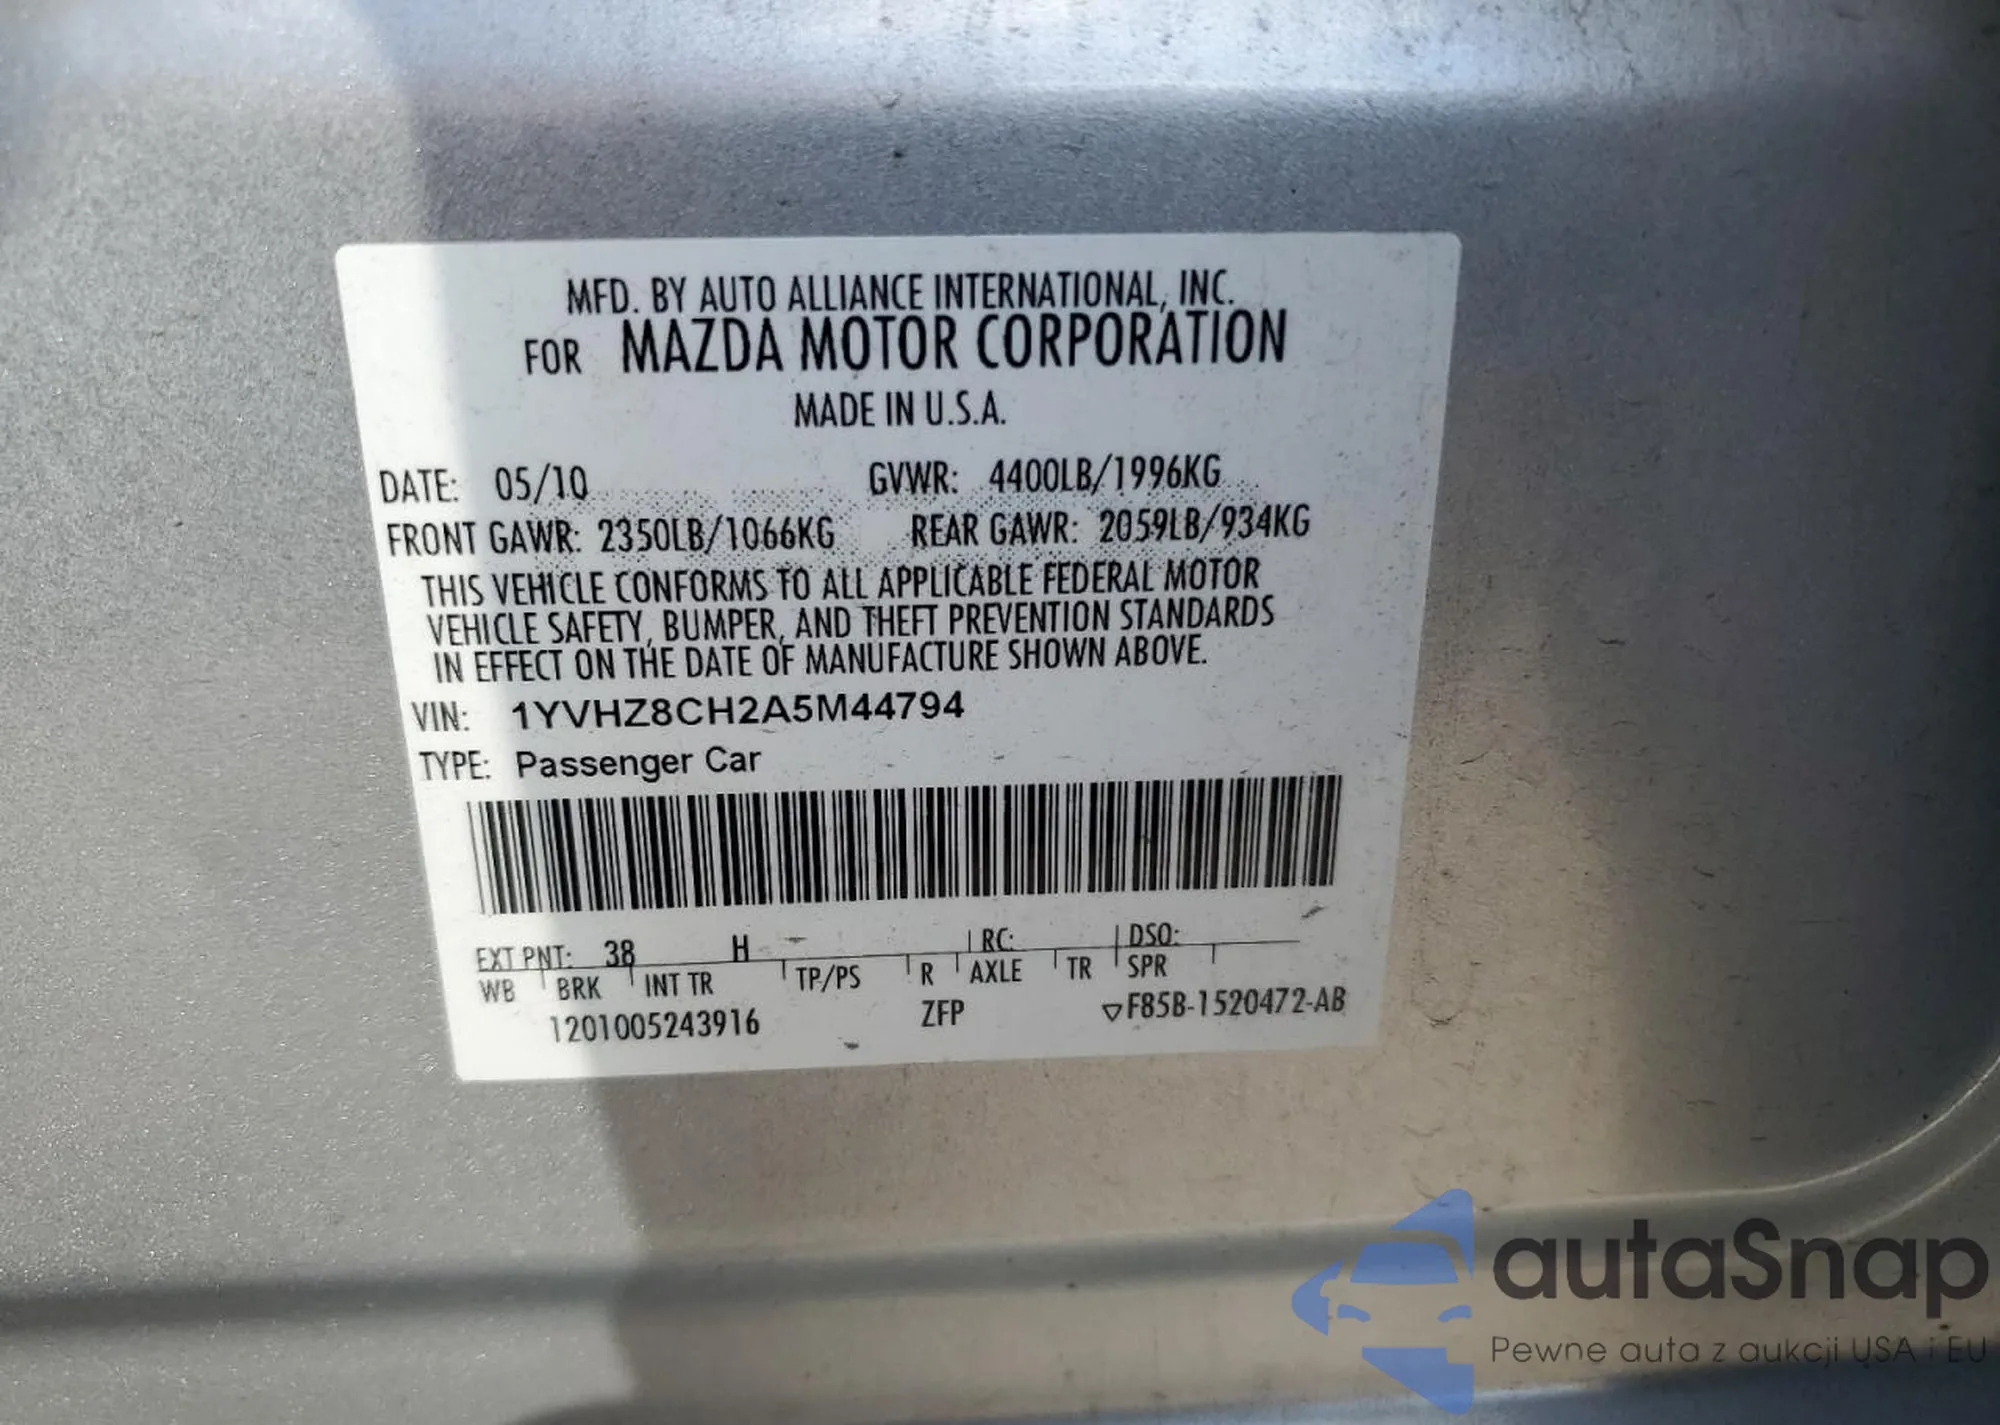 MFD. BY AUTO ALLIANCE INTERNATIONAL, INC.
FOR MAZDA MOTOR CORPORATION
MADE IN U.S.A.
DATE: 05/10 GVWR: 4400LB/1996KG
FRONT GAWR: 2350LB/1066KG REAR GAWR: 2059LB/934KG
THIS VEHICLE CONFORMS TO ALL APPLICABLE FEDERAL MOTOR
VEHICLE SAFETY, BUMPER, AND THEFT PREVENTION STANDARDS
IN EFFECT ON THE DATE OF MANUFACTURE SHOWN ABOVE.
VIN: 1YVHZ8CH2A5M44794
TYPE: Passenger Car
EXT PNT: 38 H RC: DSO:
WB BRK INT TR TP/PS R AXLE TR SPR
1201005243916 ZFP ▽F85B-1520472-AB
autaSnap
Pewne auta z aukcji USA i EU